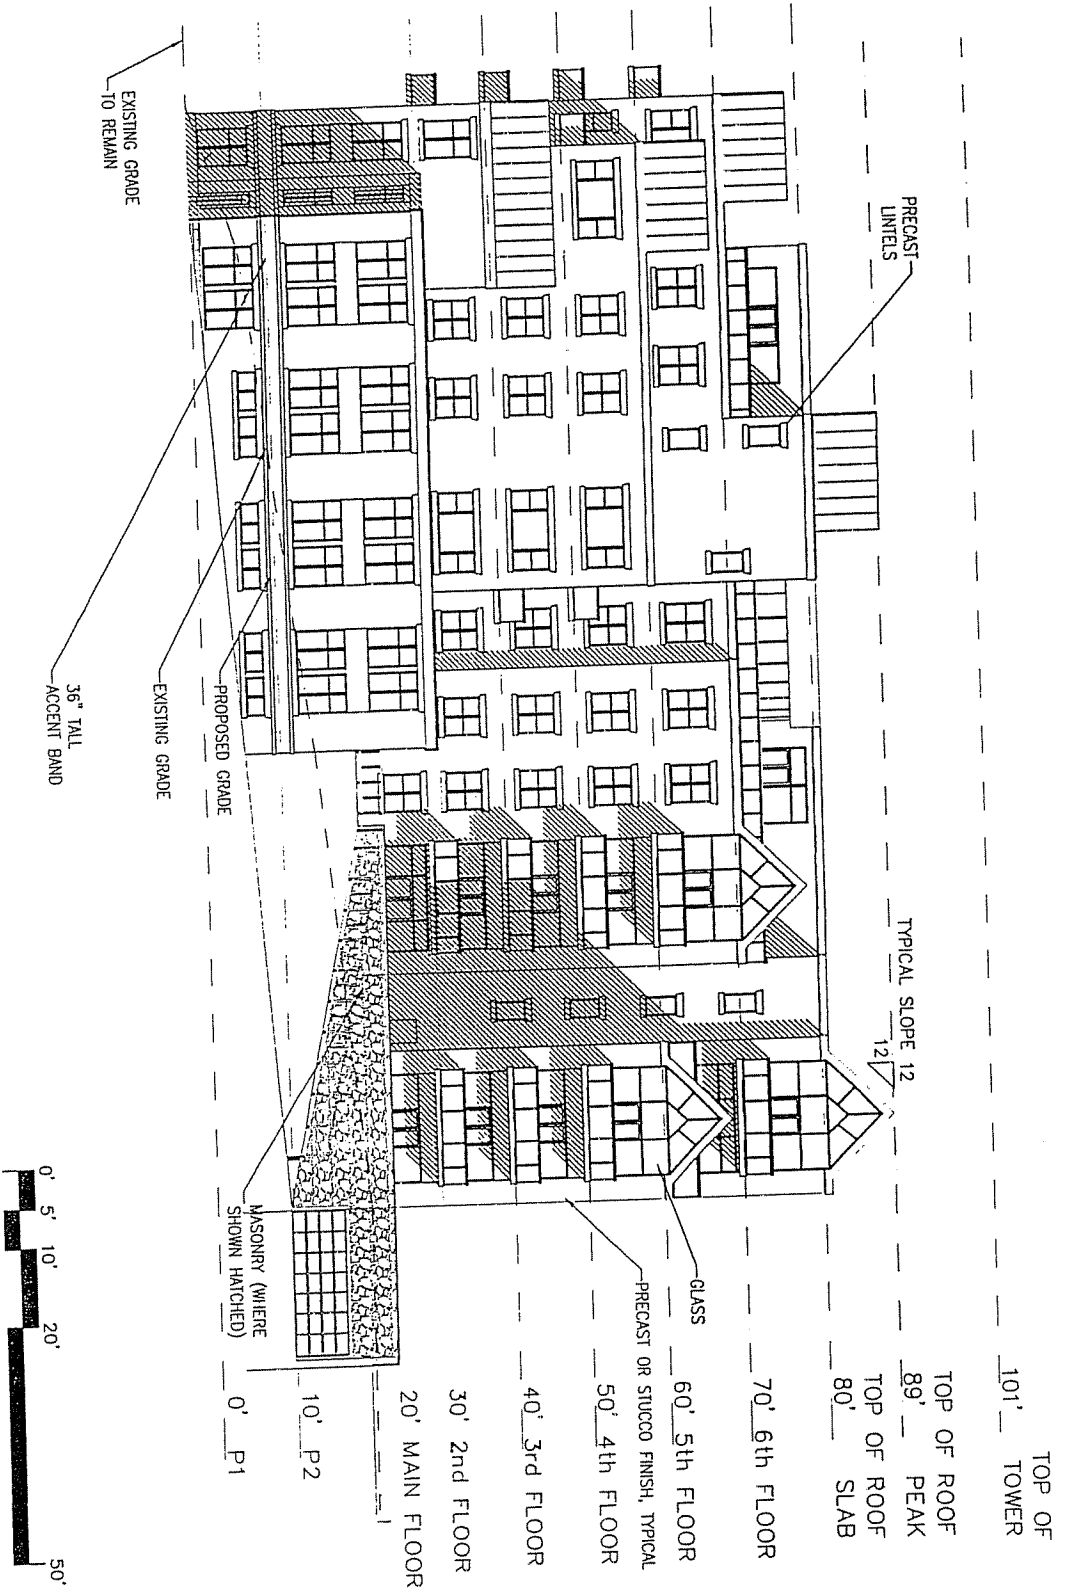 TOP OF
TOWER
101'
TOP OF ROOF
PEAK
89'
TOP OF ROOF
SLAB
80'
70' 6th FLOOR
60' 5th FLOOR
50' 4th FLOOR
40' 3rd FLOOR
30' 2nd FLOOR
20' MAIN FLOOR
10' P2
0' P1
TYPICAL SLOPE 12
12
PRECAST
LINTELS
GLASS
PRECAST OR STUCCO FINISH, TYPICAL
EXISTING GRADE
TO REMAIN
36" TALL
ACCENT BAND
EXISTING GRADE
PROPOSED GRADE
MASONRY (WHERE
SHOWN HATCHED)
0' 5' 10' 20' 50'